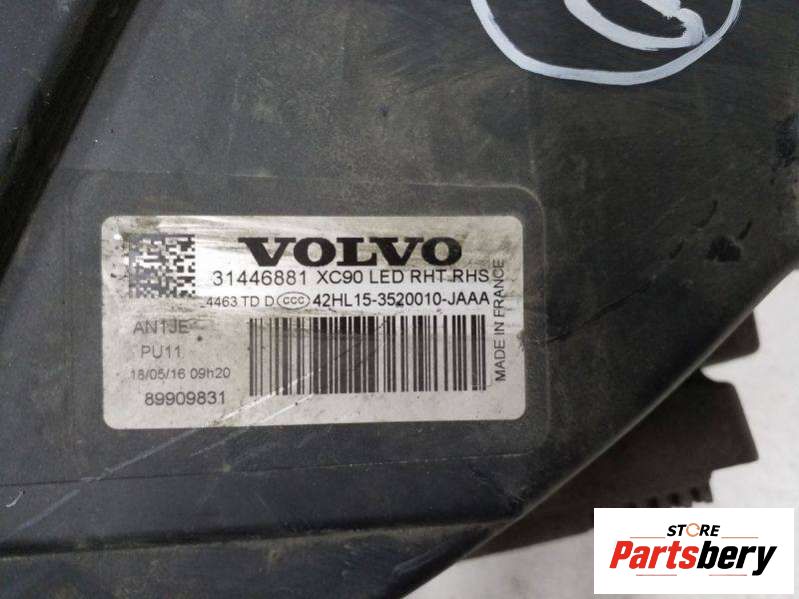 VOLVO
31446881 XC90 LED RHT RHS
4463 TD D CCC 42HL15-3520010-JAAA
AN1JE
PU11
18/05/16 09h20
89909831
MADE IN FRANCE
STORE
Partsbery